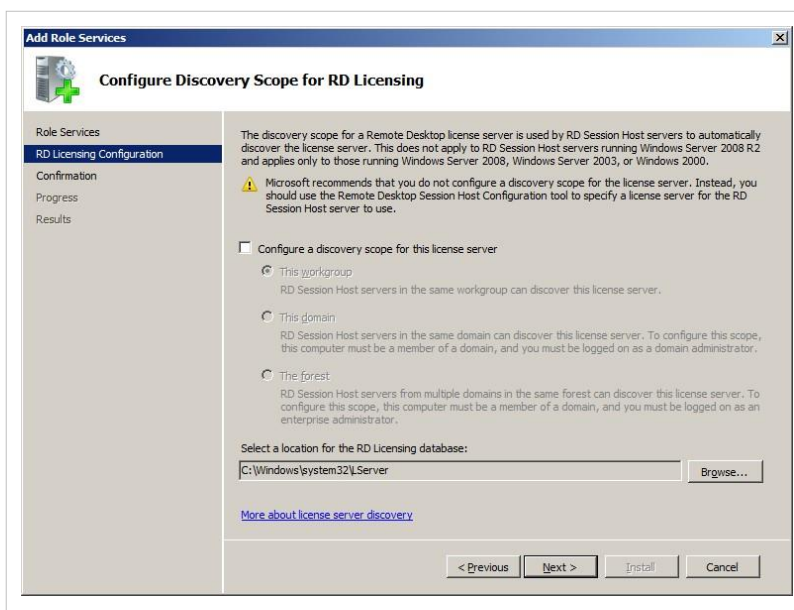 Add Role Services
Configure Discovery Scope for RD Licensing
Role Services
RD Licensing Configuration
Confirmation
Progress
Results
The discovery scope for a Remote Desktop license server is used by RD Session Host servers to automatically
discover the license server. This does not apply to RD Session Host servers running Windows Server 2008 R2
and applies only to those running Windows Server 2008, Windows Server 2003, or Windows 2000.
Microsoft recommends that you do not configure a discovery scope for the license server. Instead, you
should use the Remote Desktop Session Host Configuration tool to specify a license server for the RD
Session Host server to use.
Configure a discovery scope for this license server
This workgroup
RD Session Host servers in the same workgroup can discover this license server.
This domain
RD Session Host servers in the same domain can discover this license server. To configure this scope,
this computer must be a member of a domain, and you must be logged on as a domain administrator.
The forest
RD Session Host servers from multiple domains in the same forest can discover this license server. To
configure this scope, this computer must be a member of a domain, and you must be logged on as an
enterprise administrator.
Select a location for the RD Licensing database:
C:\Windows\system32\LServer
Browse...
More about license server discovery
< Previous
Next >
Install
Cancel